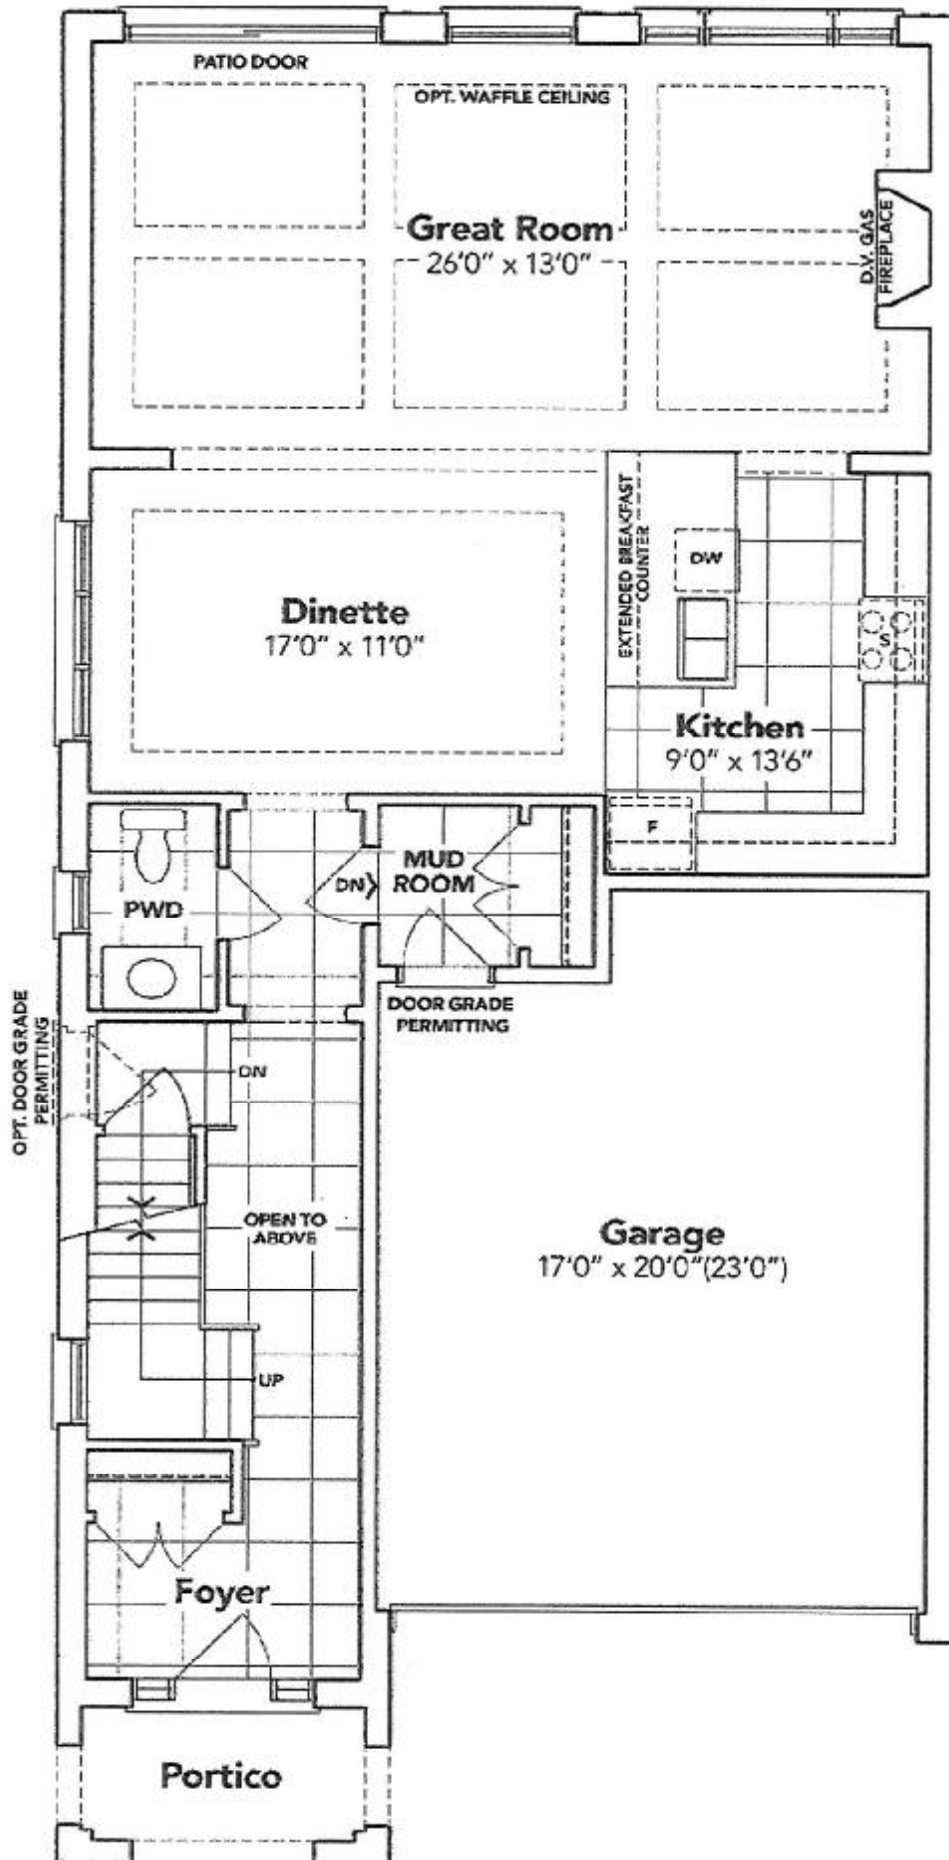 PATIO DOOR
OPT. WAFFLE CEILING
Great Room
26'0" x 13'0"
D.V. GAS
FIREPLACE
EXTENDED BREAKFAST
COUNTER
DW
S
Dinette
17'0" x 11'0"
Kitchen
9'0" x 13'6"
F
MUD
ROOM
DN
PWD
DOOR GRADE
PERMITTING
OPT. DOOR GRADE
PERMITTING
DN
OPEN TO
ABOVE
Garage
17'0" x 20'0"(23'0")
UP
Foyer
Portico